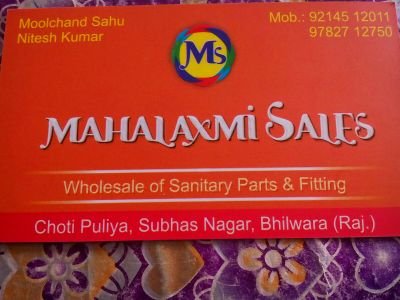 Moolchand Sahu
Nitesh Kumar
Mob.: 92145 12011
97827 12750
MS
MAHALAXMI SALES
Wholesale of Sanitary Parts & Fitting
Choti Puliya, Subhas Nagar, Bhilwara (Raj.)